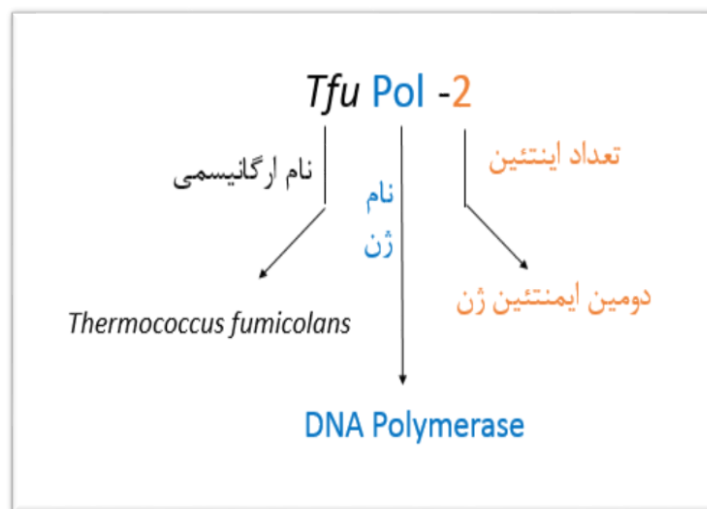 Tfu Pol -2
تعداد اینتئین
نام ارگانیسمی
نام
ژن
دومین ایمنتئین ژن
Thermococcus fumicolans
DNA Polymerase